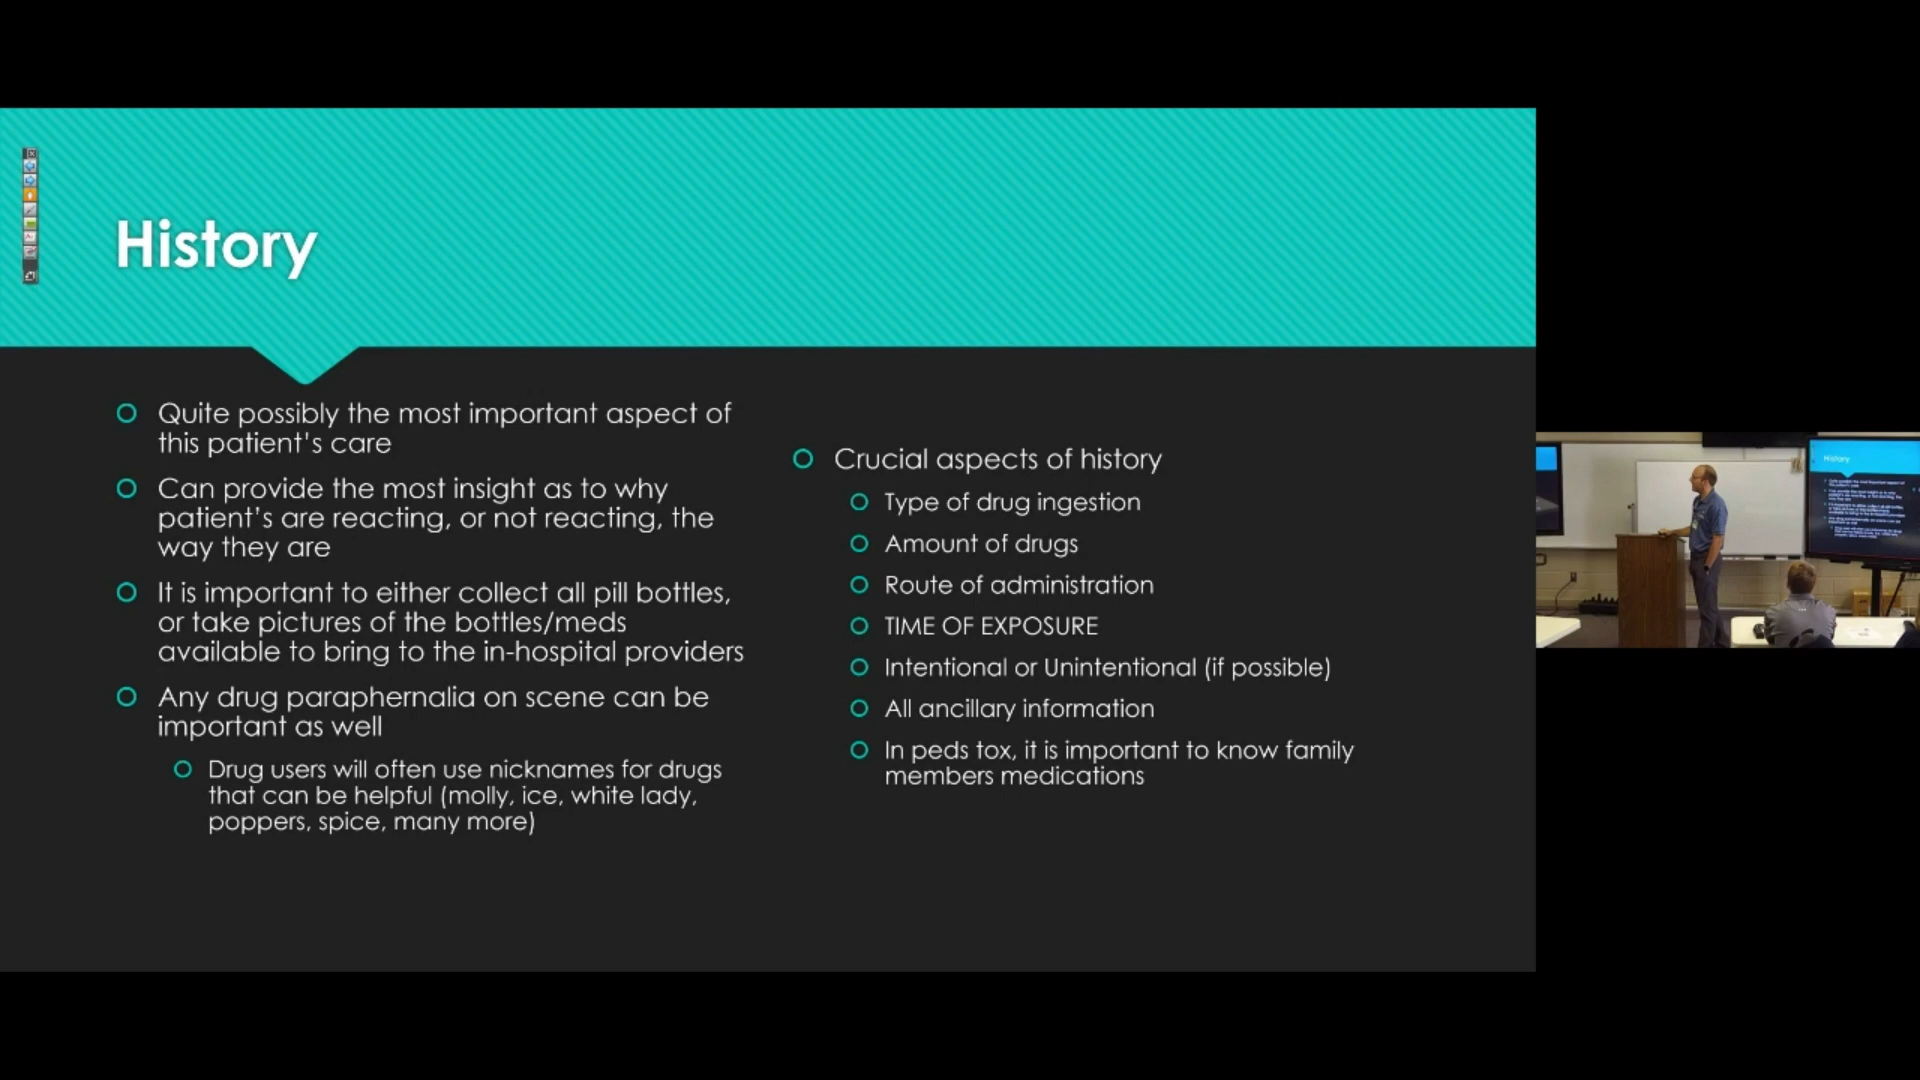 History
Quite possibly the most important aspect of
this patient's care
Can provide the most insight as to why
patient's are reacting, or not reacting, the
way they are
It is important to either collect all pill bottles,
or take pictures of the bottles/meds
available to bring to the in-hospital providers
Any drug paraphernalia on scene can be
important as well
Drug users will often use nicknames for drugs
that can be helpful (molly, ice, white lady,
poppers, spice, many more)
Crucial aspects of history
Type of drug ingestion
Amount of drugs
Route of administration
TIME OF EXPOSURE
Intentional or Unintentional (if possible)
All ancillary information
In peds tox, it is important to know family
members medications
History